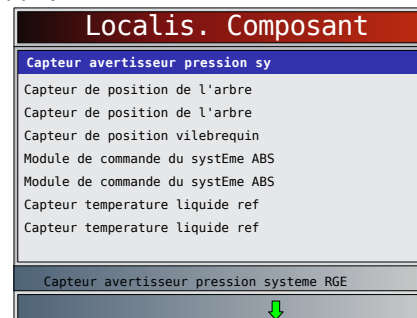 Localis. Composant
Capteur avertisseur pression sy
Capteur de position de l'arbre
Capteur de position de l'arbre
Capteur de position vilebrequin
Module de commande du systEme ABS
Module de commande du systEme ABS
Capteur temperature liquide ref
Capteur temperature liquide ref
Capteur avertisseur pression systeme RGE